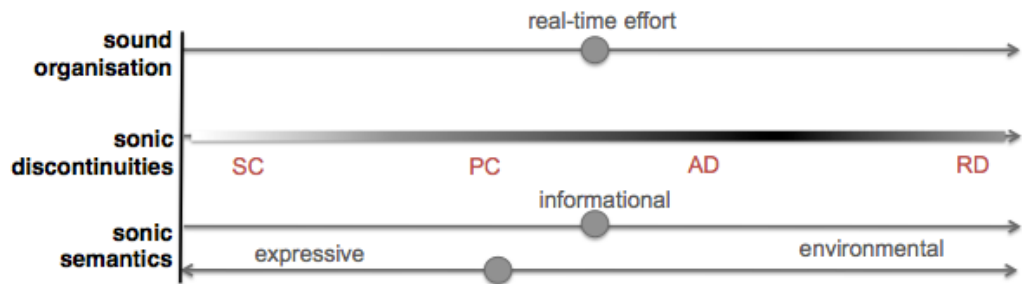 real-time effort
sound
organisation
sonic
discontinuities
SC PC AD RD
informational
sonic
semantics
expressive environmental